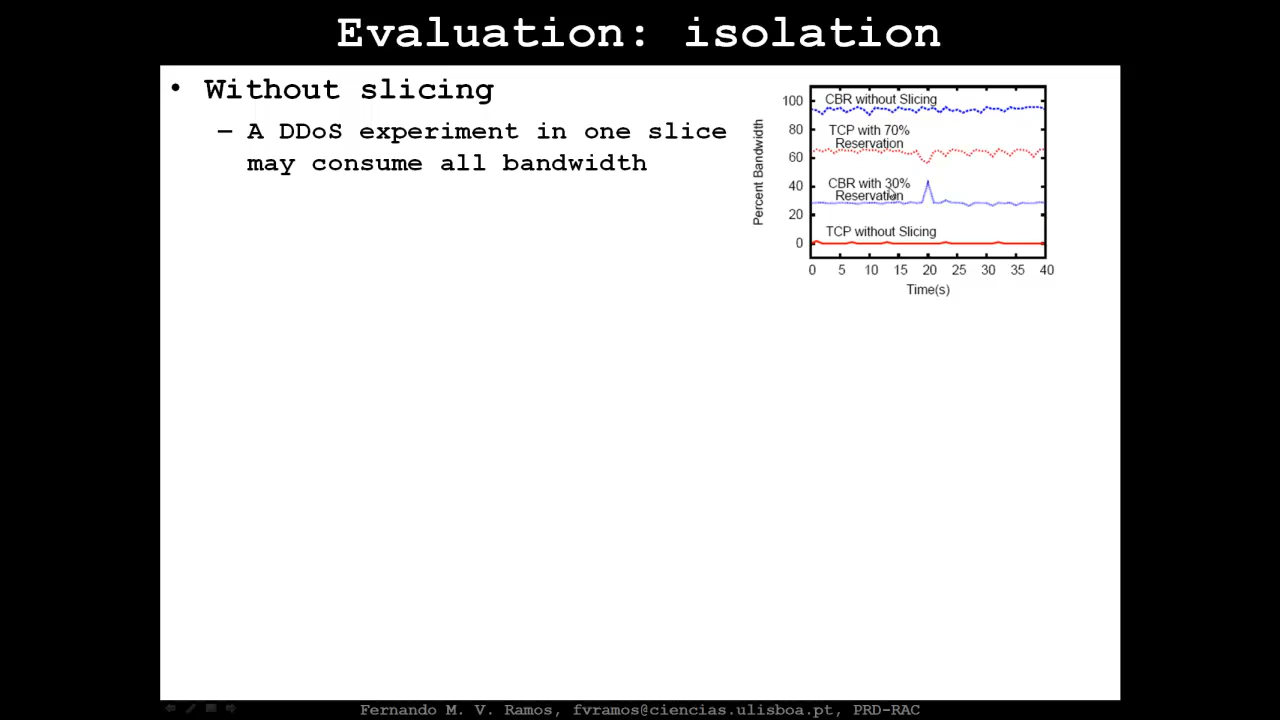 Evaluation: isolation
• Without slicing
– A DDoS experiment in one slice
may consume all bandwidth
Percent Bandwidth
100
80
60
40
20
0
CBR without Slicing
TCP with 70%
Reservation
CBR with 30%
Reservation
TCP without Slicing
0 5 10 15 20 25 30 35 40
Time(s)
Fernando M. V. Ramos, fvramos@ciencias.ulisboa.pt, PRD-RAC